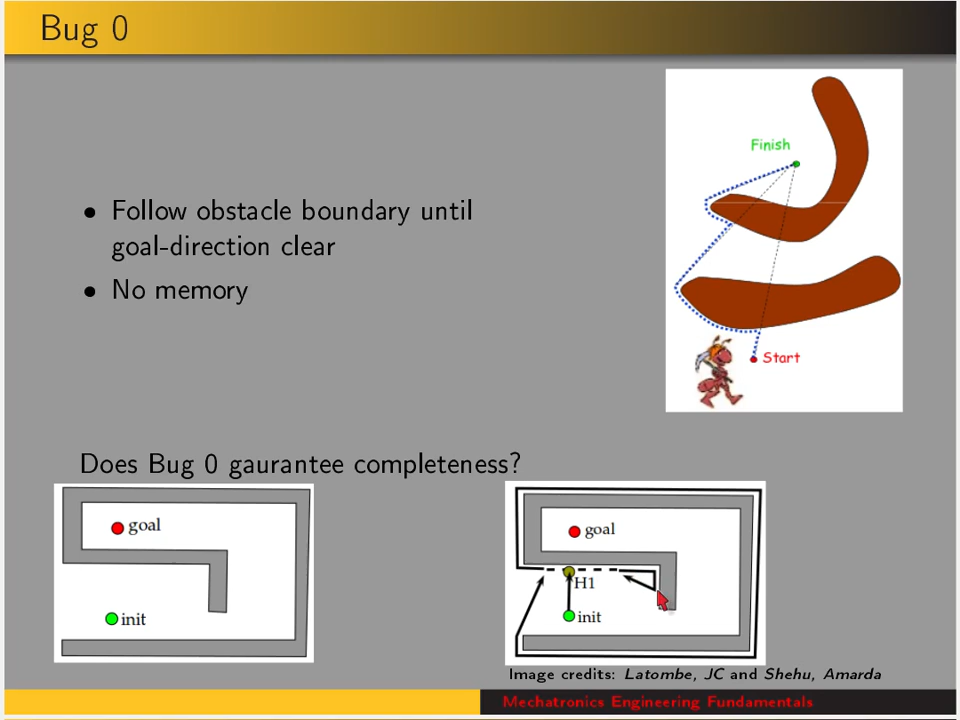 Bug 0
Finish
• Follow obstacle boundary until
goal-direction clear
• No memory
Start
Does Bug 0 gaurantee completeness?
goal
init
goal
H1
init
Image credits: Latombe, JC and Shehu, Amarda
Mechatronics Engineering Fundamentals